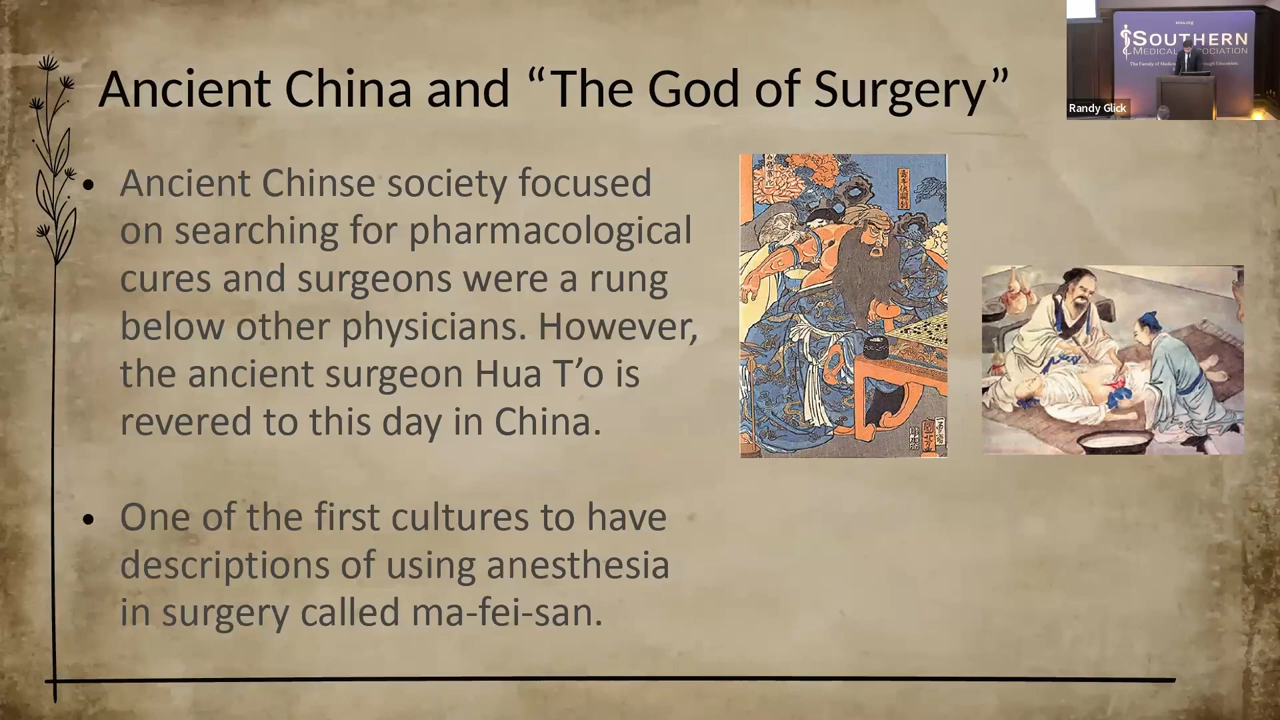 Ancient China and “The God of Surgery”
Ancient Chinse society focused
on searching for pharmacological
cures and surgeons were a rung
below other physicians. However,
the ancient surgeon Hua T’o is
revered to this day in China.
One of the first cultures to have
descriptions of using anesthesia
in surgery called ma-fei-san.
SOUTHERN
Randy Glick